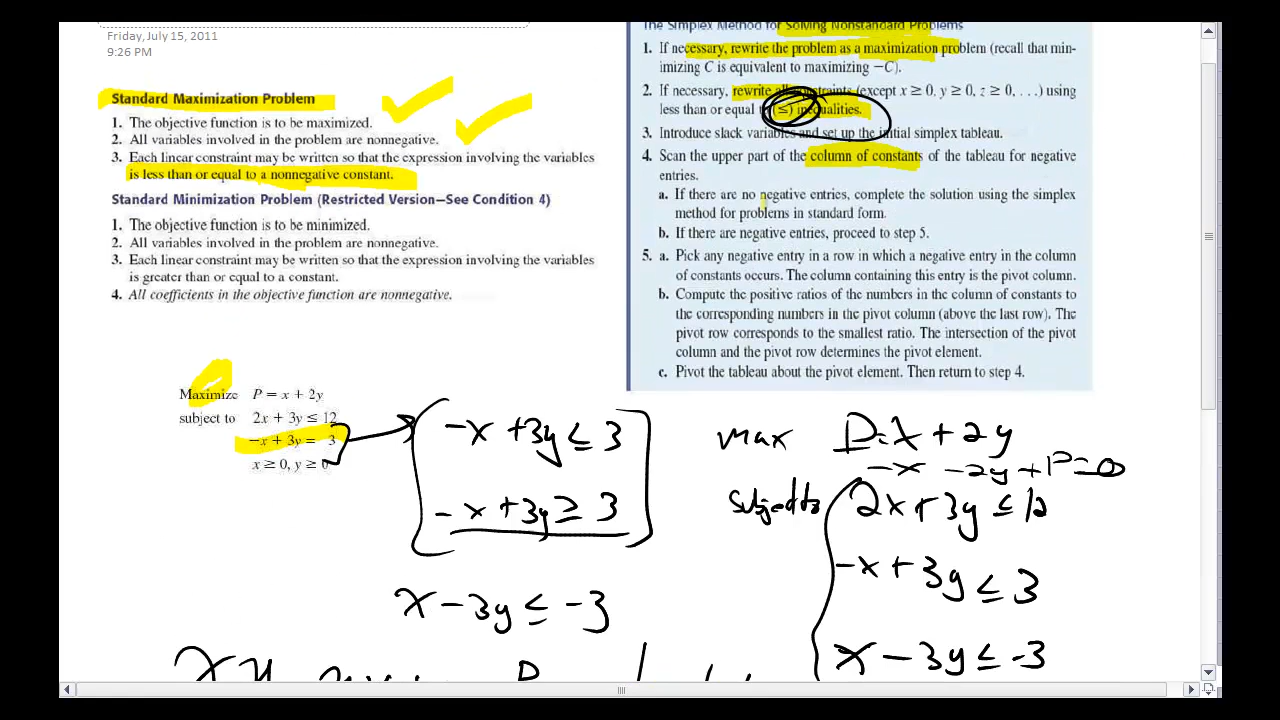 Friday, July 15, 2011
9:26 PM
Standard Maximization Problem
1. The objective function is to be maximized.
2. All variables involved in the problem are nonnegative.
3. Each linear constraint may be written so that the expression involving the variables
is less than or equal to a nonnegative constant.
Standard Minimization Problem (Restricted Version—See Condition 4)
1. The objective function is to be minimized.
2. All variables involved in the problem are nonnegative.
3. Each linear constraint may be written so that the expression involving the variables
is greater than or equal to a constant.
4. All coefficients in the objective function are nonnegative.
The Simplex Method for Solving Nonstandard Problems
1. If necessary, rewrite the problem as a maximization problem (recall that min-
imizing C is equivalent to maximizing −C).
2. If necessary, rewrite all constraints (except x ≥ 0, y ≥ 0, z ≥ 0, . . .) using
less than or equal to (≤) inequalities.
3. Introduce slack variables and set up the initial simplex tableau.
4. Scan the upper part of the column of constants of the tableau for negative
entries.
a. If there are no negative entries, complete the solution using the simplex
method for problems in standard form.
b. If there are negative entries, proceed to step 5.
5. a. Pick any negative entry in a row in which a negative entry in the column
of constants occurs. The column containing this entry is the pivot column.
b. Compute the positive ratios of the numbers in the column of constants to
the corresponding numbers in the pivot column (above the last row). The
pivot row corresponds to the smallest ratio. The intersection of the pivot
column and the pivot row determines the pivot element.
c. Pivot the tableau about the pivot element. Then return to step 4.
Maximize P = x + 2y
subject to 2x + 3y ≤ 12
−x + 3y = 3
x ≥ 0, y ≥ 0
-x + 3y ≤ 3
-x + 3y ≥ 3
x - 3y ≤ -3
max P = x + 2y
-x - 2y + P = 0
subject to 2x + 3y ≤ 12
-x + 3y ≤ 3
x - 3y ≤ -3
x y
P